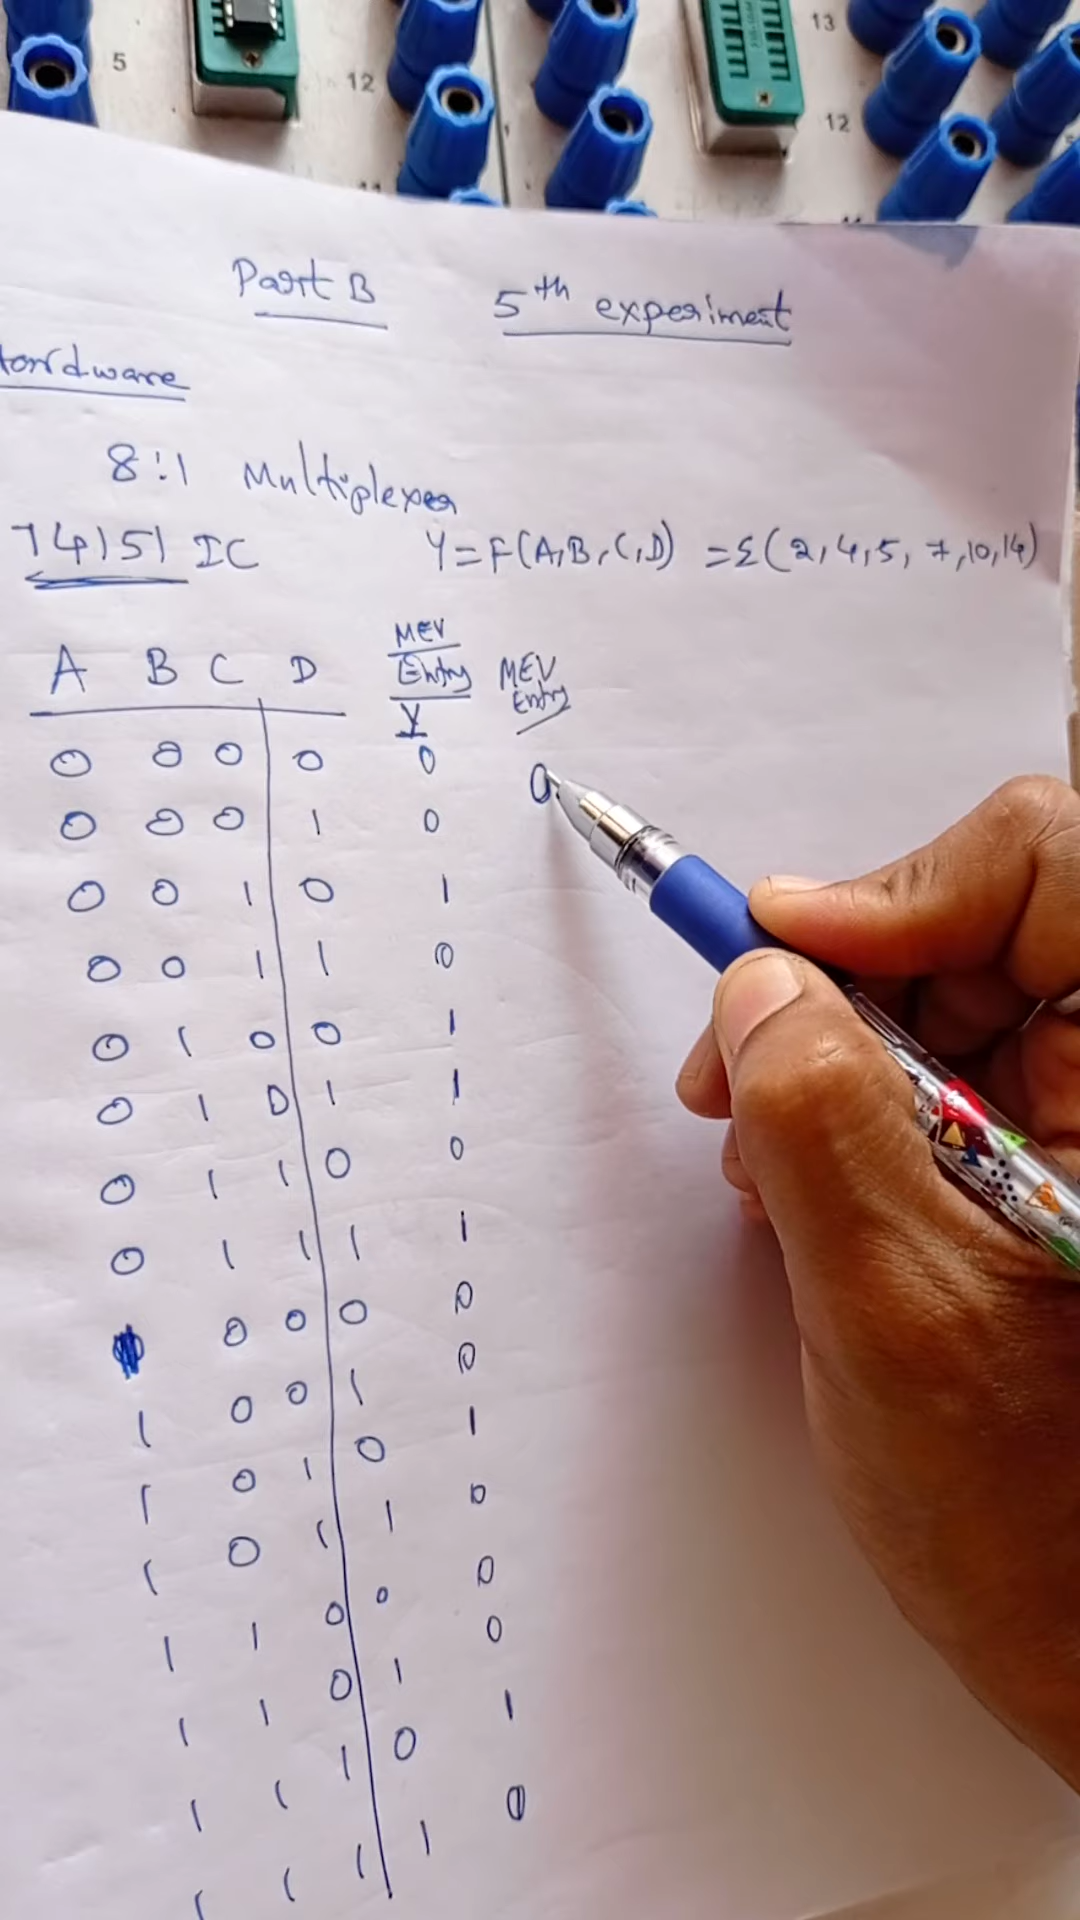 5
12
13
12
Part B 5th experiment
Hardware
8:1 Multiplexer
74151 IC Y=F(A,B,C,D) =Σ(2,4,5,7,10,14)
A B C D MEV Entry Y MEV Entry
0 0 0 0 0 0
0 0 0 1 0
0 0 1 0 1
0 0 1 1 0
0 1 0 0 1
0 1 0 1 1
0 1 1 0 0
0 1 1 1 1
0 0 0 0
1 0 0 1 0
1 0 1 0 1
1 0 1 1 0
1 1 0 0 0
1 1 0 1 0
1 1 1 0 1
1 1 1 1 0